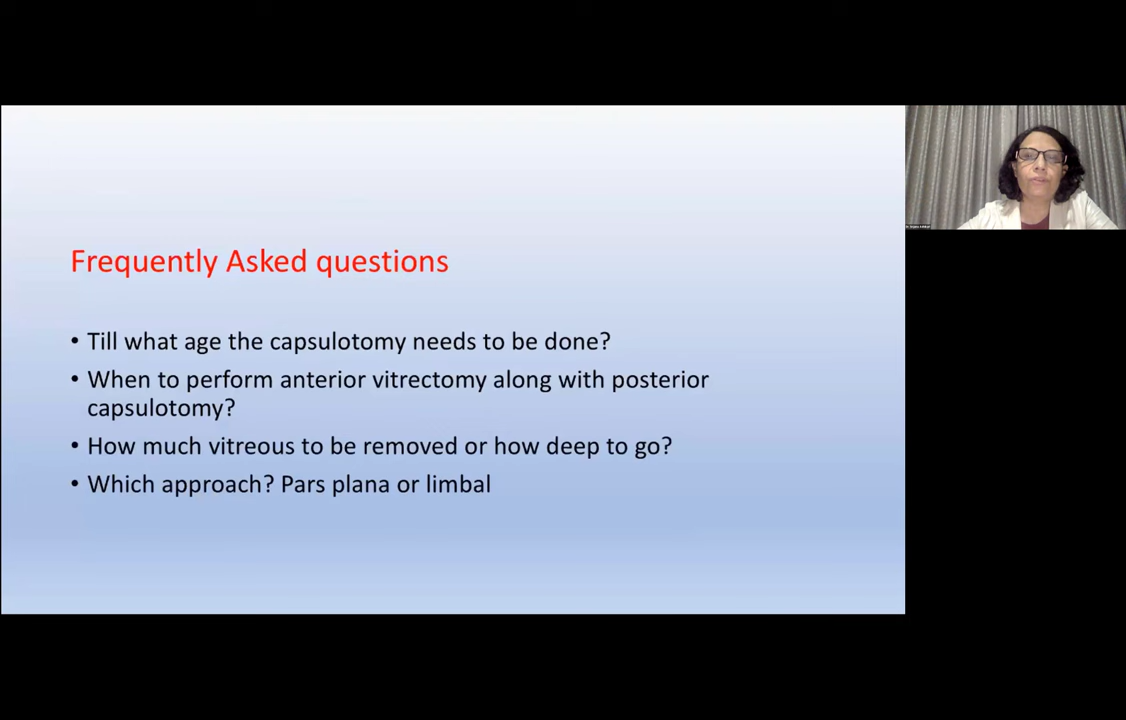 Frequently Asked questions
• Till what age the capsulotomy needs to be done?
• When to perform anterior vitrectomy along with posterior
capsulotomy?
• How much vitreous to be removed or how deep to go?
• Which approach? Pars plana or limbal